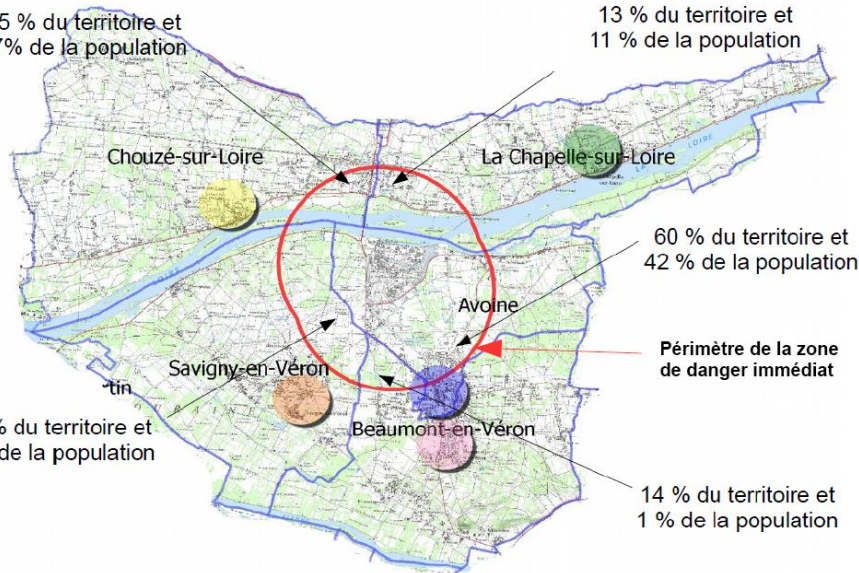 5 % du territoire et
7% de la population
13 % du territoire et
11 % de la population
Chouzé-sur-Loire
La Chapelle-sur-Loire
LOIRE
60 % du territoire et
42 % de la population
Avoine
Périmètre de la zone
de danger immédiat
Savigny-en-Véron
tin
% du territoire et
de la population
Beaumont-en-Véron
14 % du territoire et
1 % de la population